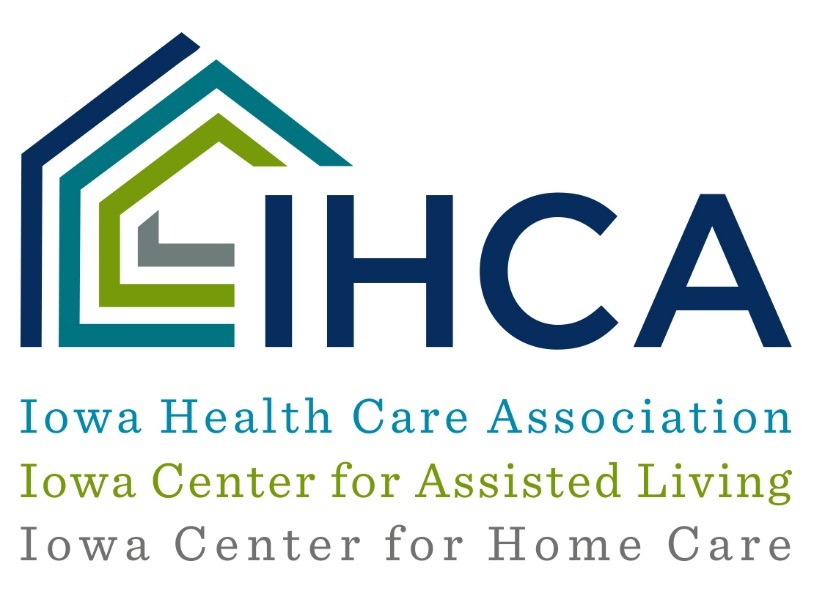 IHCA
Iowa Health Care Association
Iowa Center for Assisted Living
Iowa Center for Home Care